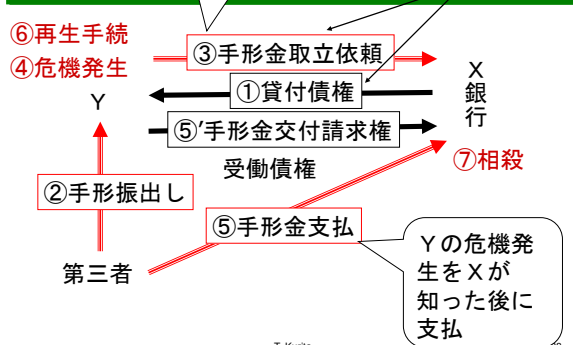 ⑥再生手続
④危機発生
③手形金取立依頼
①貸付債権
Y
X
銀
行
⑤’手形金交付請求権
受働債権
⑦相殺
②手形振出し
⑤手形金支払
第三者
Yの危機発
生をXが
知った後に
支払